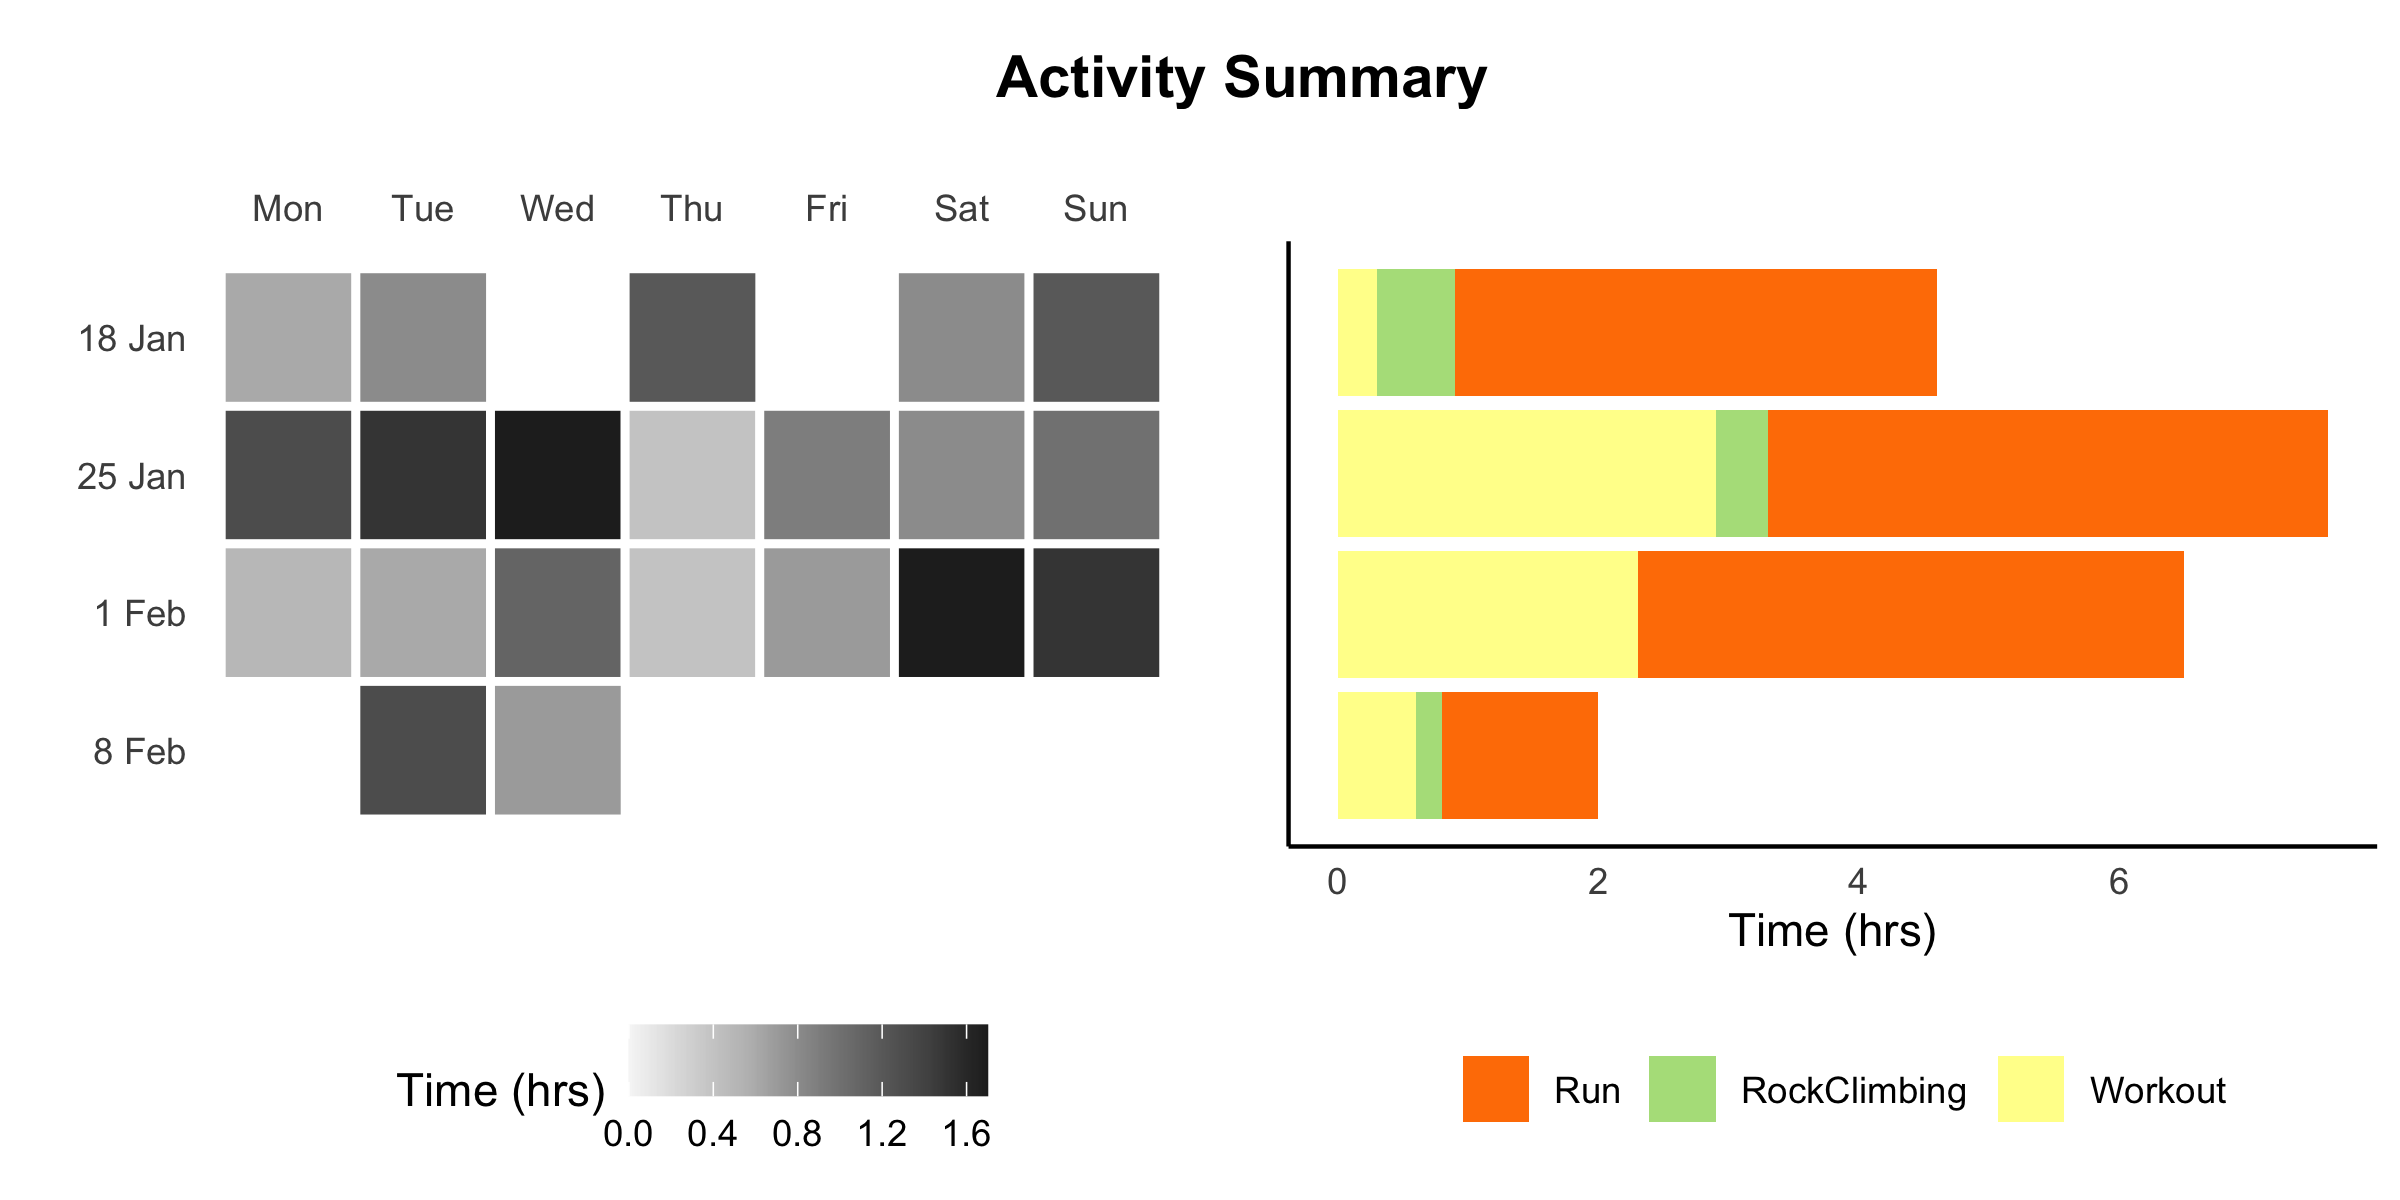 Activity Summary
Mon Tue Wed Thu Fri Sat Sun
18 Jan
25 Jan
1 Feb
8 Feb
0 2 4 6
Time (hrs)
Time (hrs)
0.0 0.4 0.8 1.2 1.6
Run RockClimbing Workout